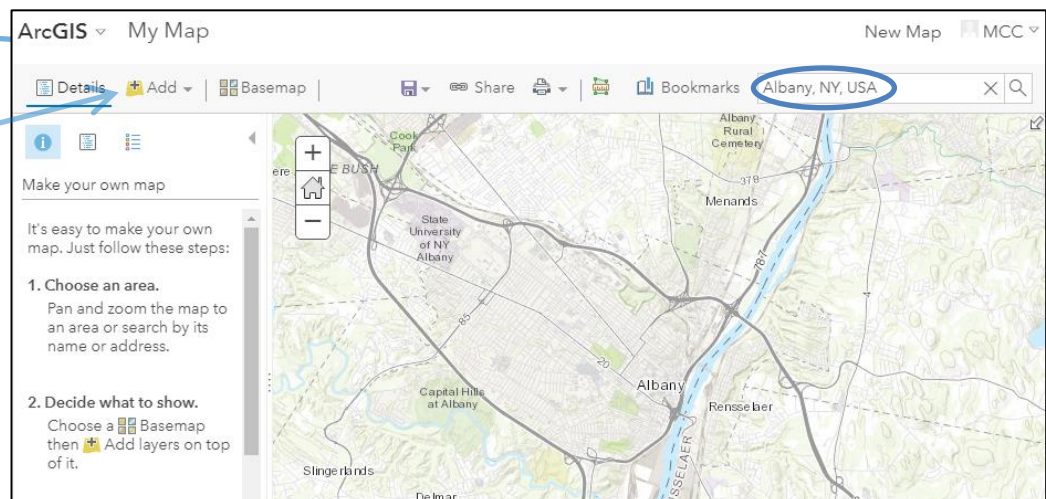 ArcGIS My Map New Map MCC
Details Add Basemap Share Bookmarks Albany, NY, USA
Make your own map
It's easy to make your own
map. Just follow these steps:
1. Choose an area.
Pan and zoom the map to
an area or search by its
name or address.
2. Decide what to show.
Choose a Basemap
then Add layers on top
of it.
Cook
Park
Albany
Rural
Cemetery
ere
E BUSH
378
Menands
State
University
of NY
Albany
787
85
20
Capital Hills
at Albany
Albany
Rensselaer
Slingerlands
Delmar
SSELAER